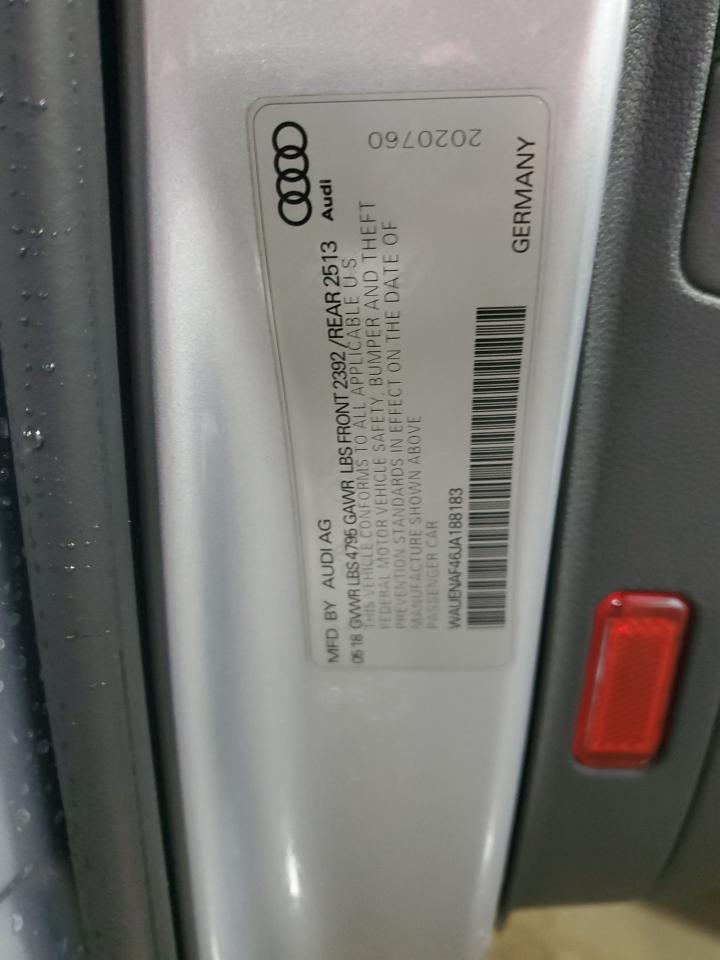 Audi
2020760
MFD BY AUDI AG
05 18 GVWR LBS 4795 GAWR LBS FRONT 2392 / REAR 2513
THIS VEHICLE CONFORMS TO ALL APPLICABLE U·S
FEDERAL MOTOR VEHICLE SAFETY, BUMPER AND THEFT
PREVENTION STANDARDS IN EFFECT ON THE DATE OF
MANUFACTURE SHOWN ABOVE
PASSENGER CAR
WAUENAF46JA188183
GERMANY